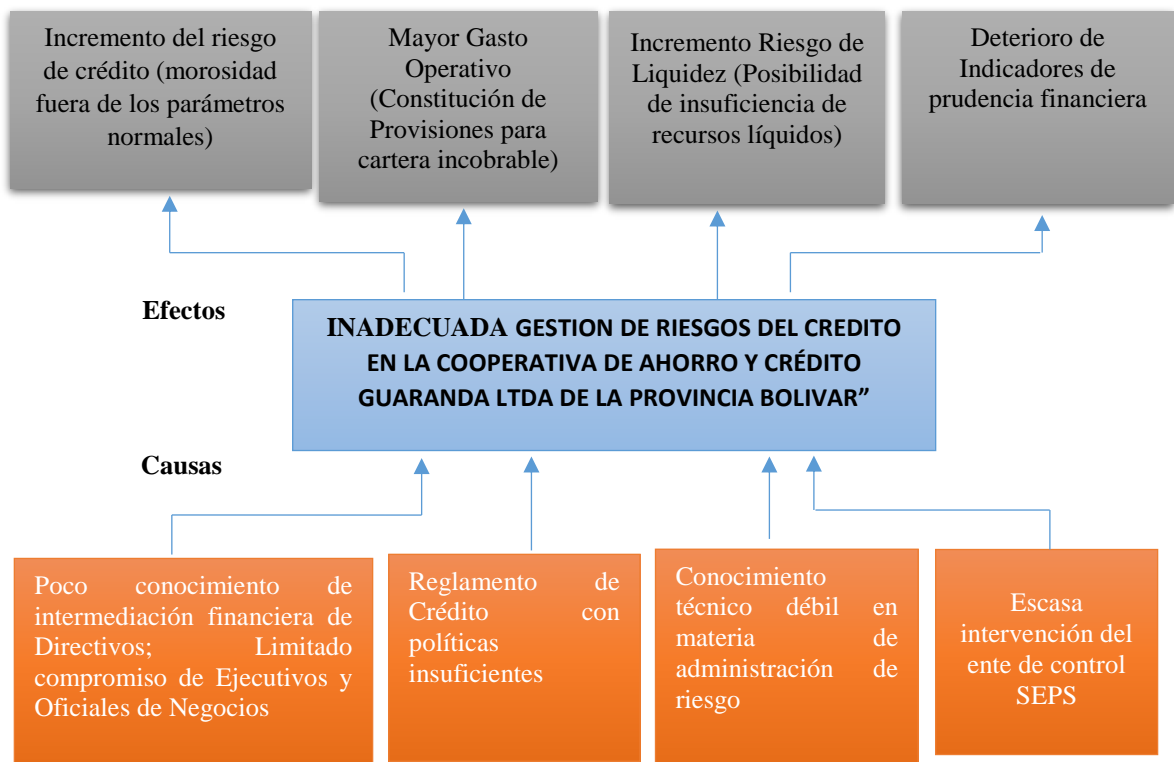 Incremento del riesgo
de crédito (morosidad
fuera de los parámetros
normales)
Mayor Gasto
Operativo
(Constitución de
Provisiones para
cartera incobrable)
Incremento Riesgo de
Liquidez (Posibilidad
de insuficiencia de
recursos líquidos)
Deterioro de
Indicadores de
prudencia financiera
Efectos
INADECUADA GESTION DE RIESGOS DEL CREDITO
EN LA COOPERATIVA DE AHORRO Y CRÉDITO
GUARANDA LTDA DE LA PROVINCIA BOLIVAR”
Causas
Poco conocimiento de
intermediación financiera de
Directivos; Limitado
compromiso de Ejecutivos y
Oficiales de Negocios
Reglamento de
Crédito con
políticas
insuficientes
Conocimiento
técnico débil en
materia de
administración de
riesgo
Escasa
intervención del
ente de control
SEPS